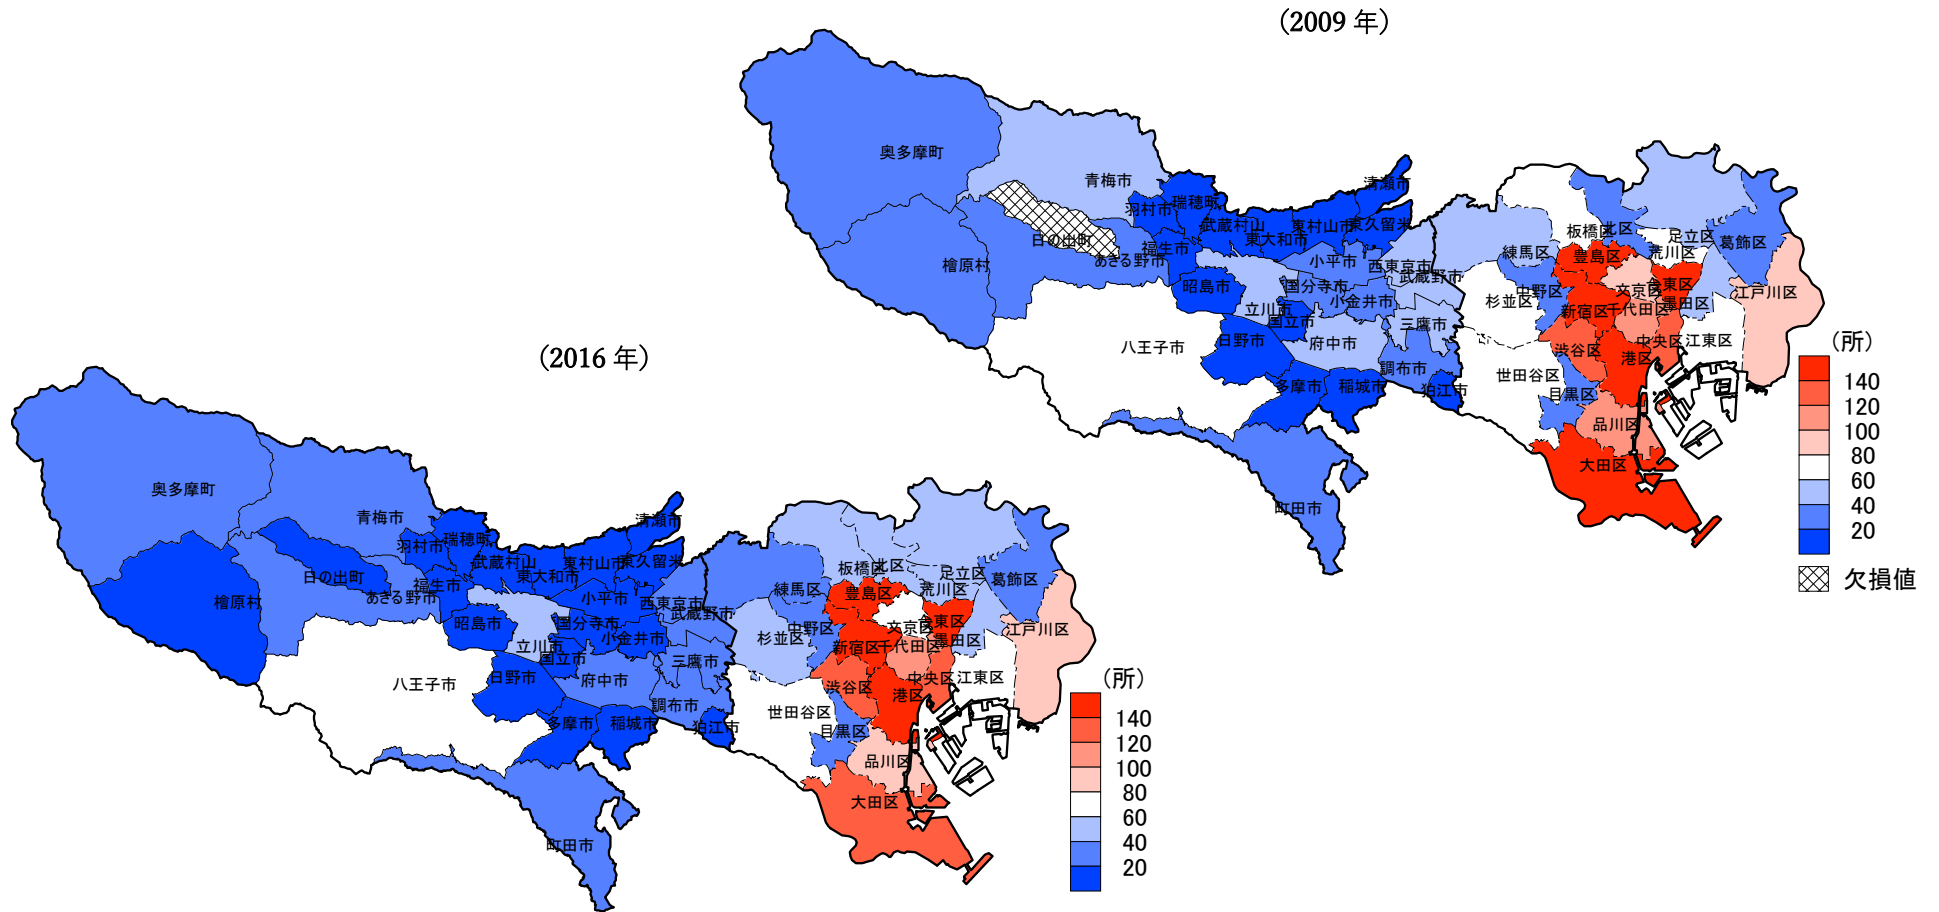 （2009 年）
奥多摩町
青梅市
清瀬市
羽村市
瑞穂町
武蔵村山
東村山市
東久留米
東大和市
日の出町
あきる野市
福生市
檜原村
昭島市
小平市
西東京市
武蔵野市
国分寺市
小金井市
立川市
国立市
三鷹市
八王子市
日野市
府中市
調布市
多摩市
稲城市
狛江市
町田市
板橋区
北区
足立区
葛飾区
練馬区
豊島区
荒川区
中野区
文京区
台東区
墨田区
江戸川区
杉並区
新宿区
千代田区
渋谷区
港区
中央区
江東区
世田谷区
目黒区
品川区
大田区
（所）
140
120
100
80
60
40
20
欠損値
（2016 年）
奥多摩町
青梅市
清瀬市
羽村市
瑞穂町
武蔵村山
東村山市
東久留米
東大和市
日の出町
あきる野市
福生市
檜原村
昭島市
小平市
西東京市
武蔵野市
国分寺市
小金井市
立川市
国立市
三鷹市
八王子市
日野市
府中市
調布市
多摩市
稲城市
狛江市
町田市
板橋区
北区
足立区
葛飾区
練馬区
豊島区
荒川区
中野区
文京区
台東区
墨田区
江戸川区
杉並区
新宿区
千代田区
渋谷区
港区
中央区
江東区
世田谷区
目黒区
品川区
大田区
（所）
140
120
100
80
60
40
20